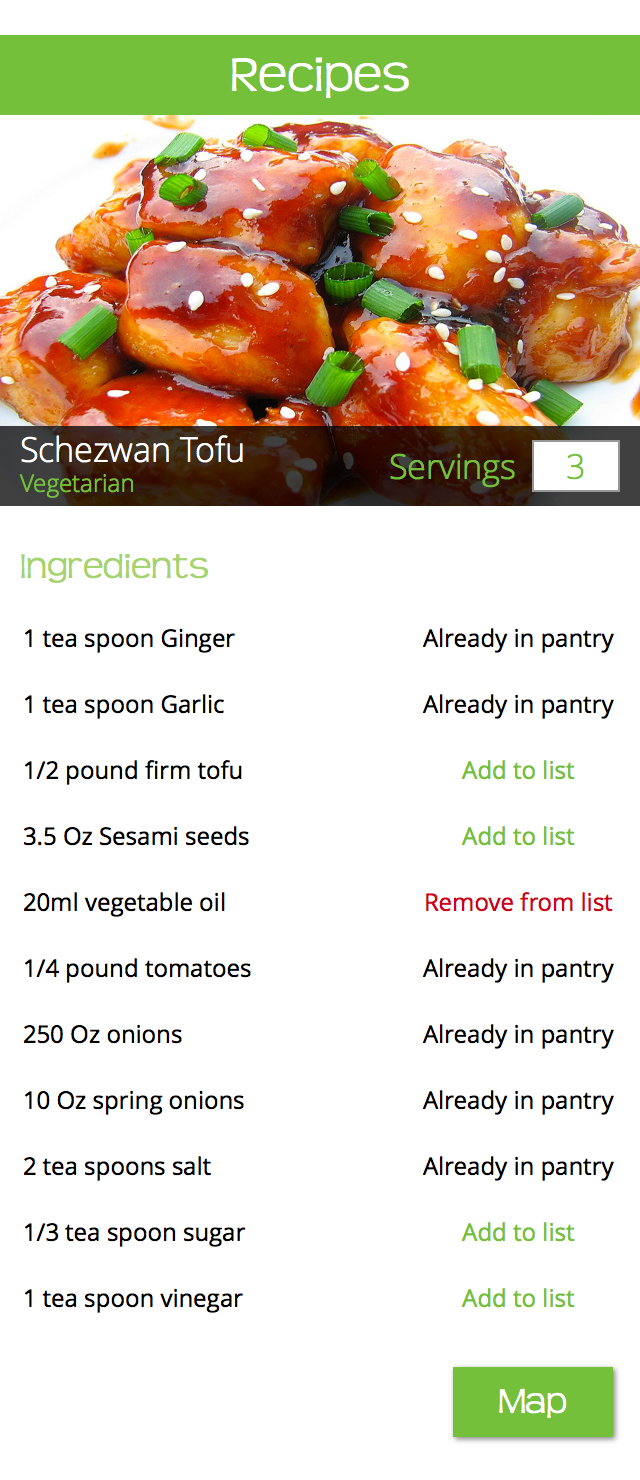 Recipes
Schezwan Tofu
Vegetarian
Servings 3
Ingredients
1 tea spoon Ginger Already in pantry
1 tea spoon Garlic Already in pantry
1/2 pound firm tofu Add to list
3.5 Oz Sesami seeds Add to list
20ml vegetable oil Remove from list
1/4 pound tomatoes Already in pantry
250 Oz onions Already in pantry
10 Oz spring onions Already in pantry
2 tea spoons salt Already in pantry
1/3 tea spoon sugar Add to list
1 tea spoon vinegar Add to list
Map